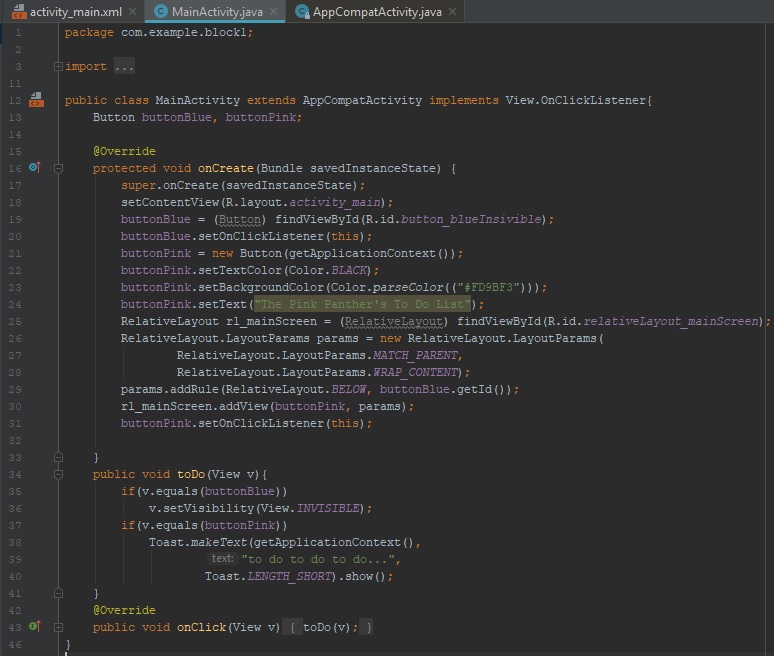 activity_main.xml × MainActivity.java × AppCompatActivity.java ×
1 package com.example.block1;
2
3 import ...
11
12 public class MainActivity extends AppCompatActivity implements View.OnClickListener{
13 Button buttonBlue, buttonPink;
14
15 @Override
16 protected void onCreate(Bundle savedInstanceState) {
17 super.onCreate(savedInstanceState);
18 setContentView(R.layout.activity_main);
19 buttonBlue = (Button) findViewById(R.id.button_blueInsivible);
20 buttonBlue.setOnClickListener(this);
21 buttonPink = new Button(getApplicationContext());
22 buttonPink.setTextColor(Color.BLACK);
23 buttonPink.setBackgroundColor(Color.parseColor(("#FD9BF3")));
24 buttonPink.setText("The Pink Panther's To Do List");
25 RelativeLayout rl_mainScreen = (RelativeLayout) findViewById(R.id.relativeLayout_mainScreen);
26 RelativeLayout.LayoutParams params = new RelativeLayout.LayoutParams(
27 RelativeLayout.LayoutParams.MATCH_PARENT,
28 RelativeLayout.LayoutParams.WRAP_CONTENT);
29 params.addRule(RelativeLayout.BELOW, buttonBlue.getId());
30 rl_mainScreen.addView(buttonPink, params);
31 buttonPink.setOnClickListener(this);
32
33 }
34 public void toDo(View v){
35 if(v.equals(buttonBlue))
36 v.setVisibility(View.INVISIBLE);
37 if(v.equals(buttonPink))
38 Toast.makeText(getApplicationContext(),
39 text: "to do to do to do...",
40 Toast.LENGTH_SHORT).show();
41 }
42 @Override
43 public void onClick(View v) { toDo(v); }
46 }